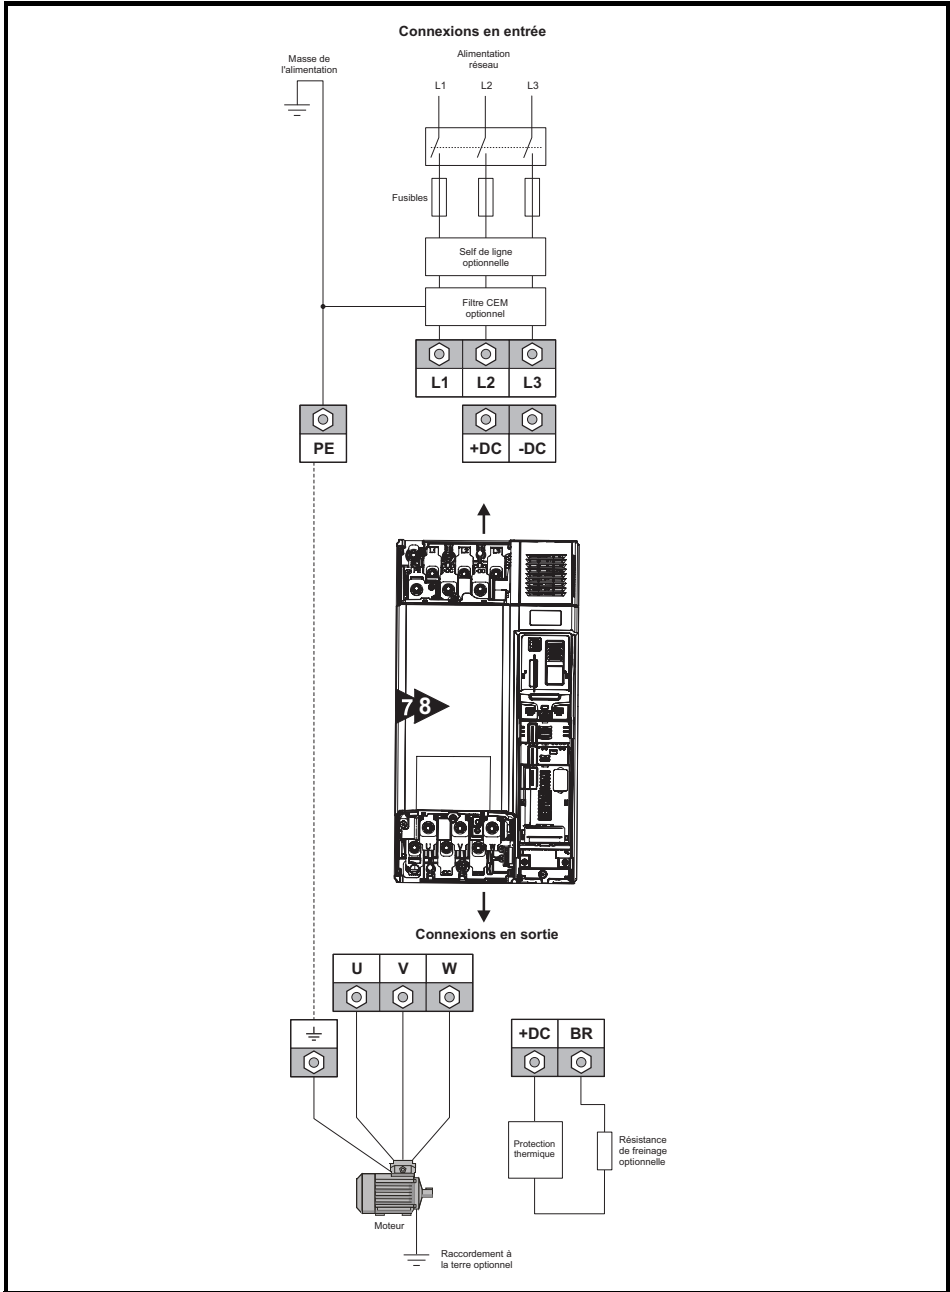 Connexions en entrée
Masse de
l'alimentation
Alimentation
réseau
L1 L2 L3
Fusibles
Self de ligne
optionnelle
Filtre CEM
optionnel
L1 L2 L3
PE
+DC -DC
7 8
Connexions en sortie
U V W
+DC BR
Protection
thermique
Résistance
de freinage
optionnelle
Moteur
Raccordement à
la terre optionnel